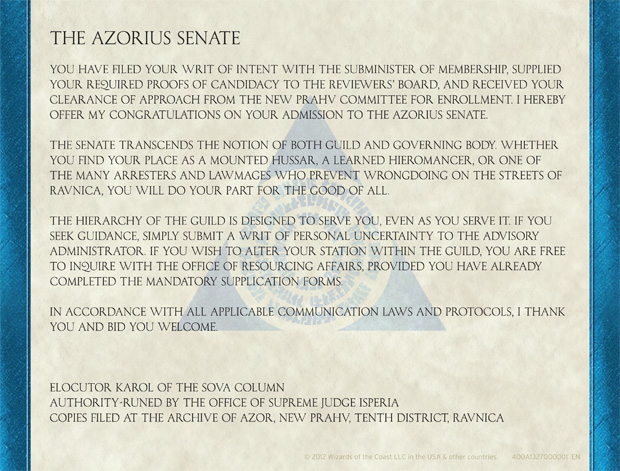 THE AZORIUS SENATE
YOU HAVE FILED YOUR WRIT OF INTENT WITH THE SUBMINISTER OF MEMBERSHIP, SUPPLIED
YOUR REQUIRED PROOFS OF CANDIDACY TO THE REVIEWERS' BOARD, AND RECEIVED YOUR
CLEARANCE OF APPROACH FROM THE NEW PRAHV COMMITTEE FOR ENROLLMENT. I HEREBY
OFFER MY CONGRATULATIONS ON YOUR ADMISSION TO THE AZORIUS SENATE.
THE SENATE TRANSCENDS THE NOTION OF BOTH GUILD AND GOVERNING BODY. WHETHER
YOU FIND YOUR PLACE AS A MOUNTED HUSSAR, A LEARNED HIEROMANCER, OR ONE OF
THE MANY ARRESTERS AND LAWMAGES WHO PREVENT WRONGDOING ON THE STREETS OF
RAVNICA, YOU WILL DO YOUR PART FOR THE GOOD OF ALL.
THE HIERARCHY OF THE GUILD IS DESIGNED TO SERVE YOU, EVEN AS YOU SERVE IT. IF YOU
SEEK GUIDANCE, SIMPLY SUBMIT A WRIT OF PERSONAL UNCERTAINTY TO THE ADVISORY
ADMINISTRATOR. IF YOU WISH TO ALTER YOUR STATION WITHIN THE GUILD, YOU ARE FREE
TO INQUIRE WITH THE OFFICE OF RESOURCING AFFAIRS, PROVIDED YOU HAVE ALREADY
COMPLETED THE MANDATORY SUPPLICATION FORMS.
IN ACCORDANCE WITH ALL APPLICABLE COMMUNICATION LAWS AND PROTOCOLS, I THANK
YOU AND BID YOU WELCOME.
ELOCUTOR KAROL OF THE SOVA COLUMN
AUTHORITY-RUNED BY THE OFFICE OF SUPREME JUDGE ISPERIA
COPIES FILED AT THE ARCHIVE OF AZOR, NEW PRAHV, TENTH DISTRICT, RAVNICA
© 2012 Wizards of the Coast LLC in the USA & other countries. 400A1327000001 EN